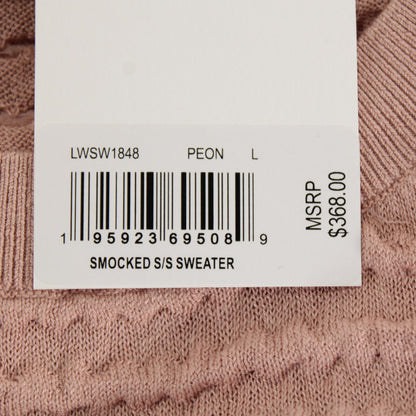 LWSW1848 PEON L
1 95923 69508 9
SMOCKED S/S SWEATER
MSRP
$368.00